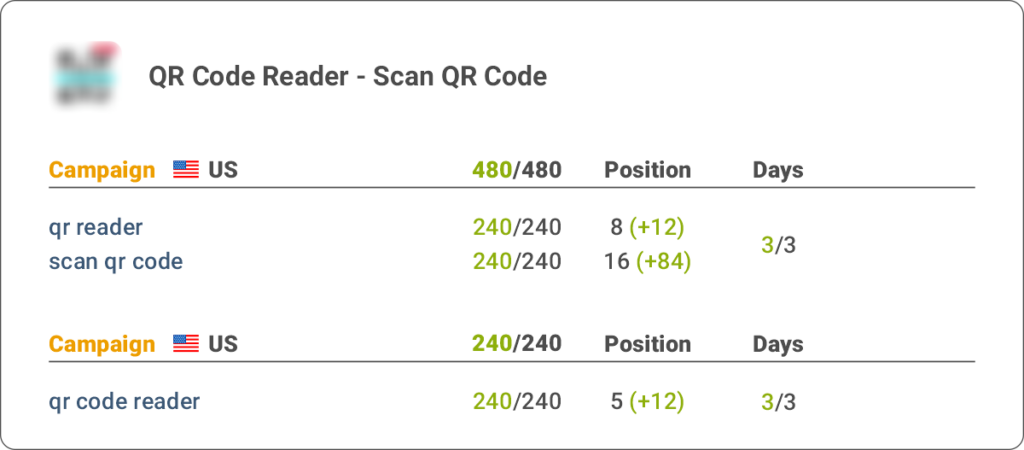 QR Code Reader - Scan QR Code
Campaign US 480/480 Position Days
qr reader 240/240 8 (+12)
3/3
scan qr code 240/240 16 (+84)
Campaign US 240/240 Position Days
qr code reader 240/240 5 (+12) 3/3